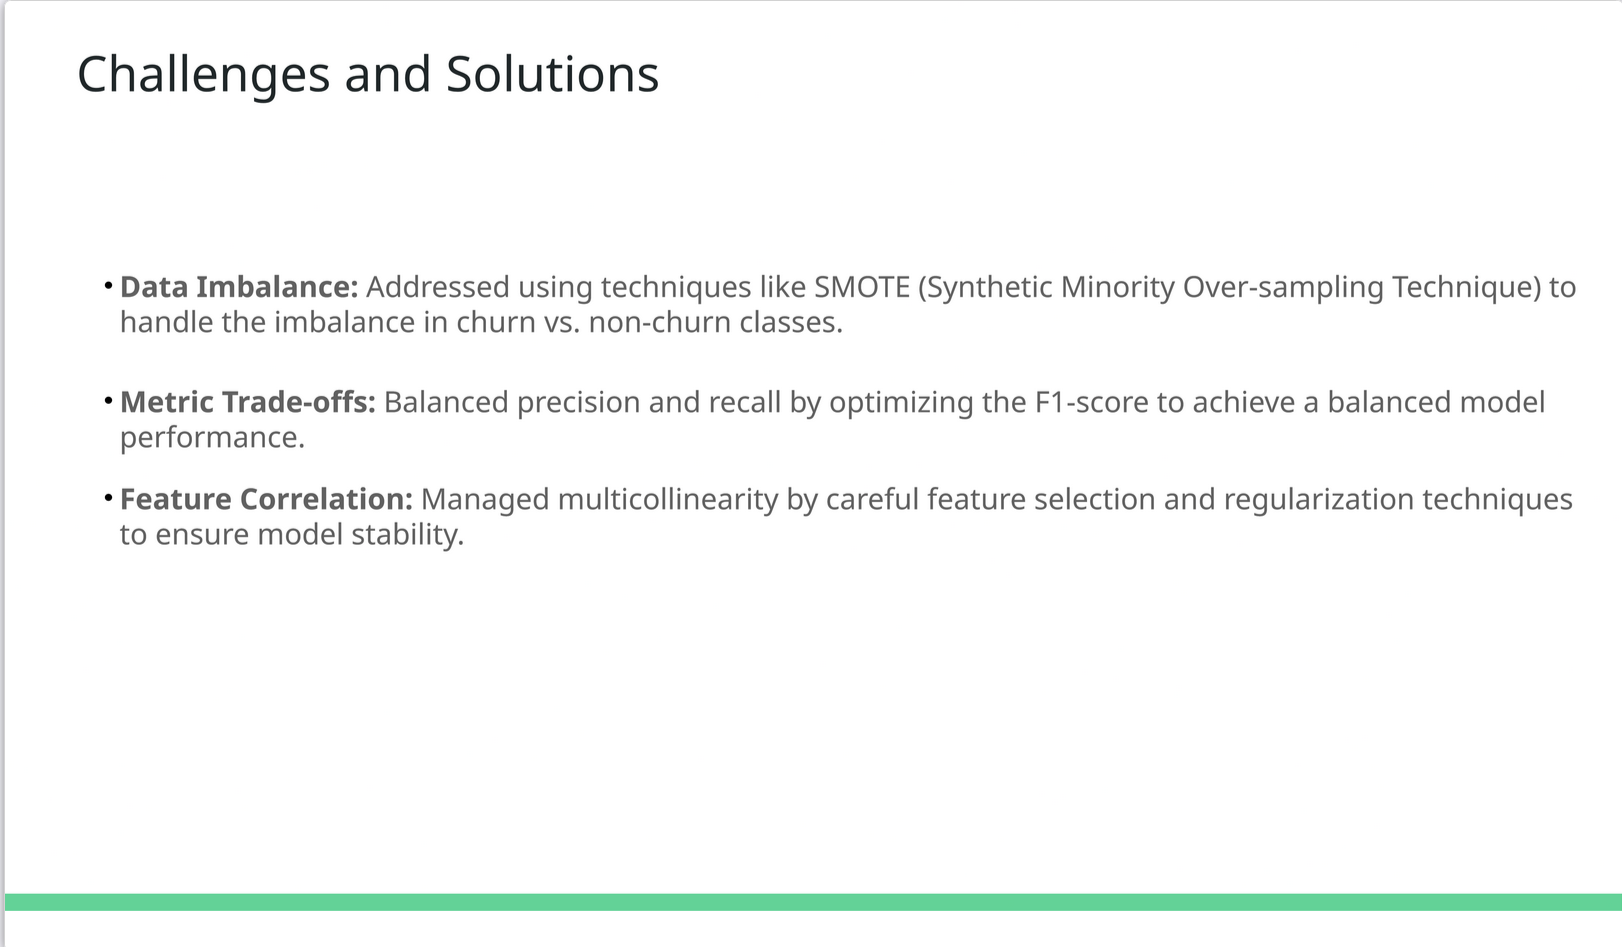 Challenges and Solutions
• Data Imbalance: Addressed using techniques like SMOTE (Synthetic Minority Over-sampling Technique) to
handle the imbalance in churn vs. non-churn classes.
• Metric Trade-offs: Balanced precision and recall by optimizing the F1-score to achieve a balanced model
performance.
• Feature Correlation: Managed multicollinearity by careful feature selection and regularization techniques
to ensure model stability.